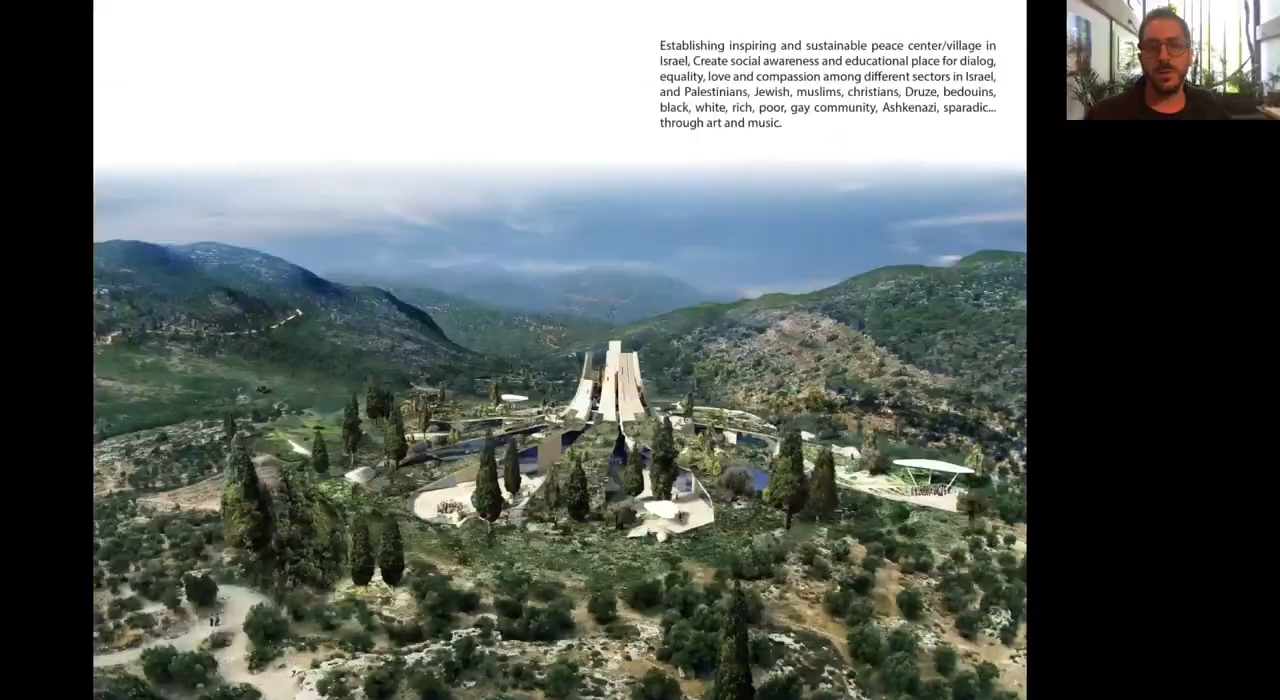 Establishing inspiring and sustainable peace center/village in
Israel, Create social awareness and educational place for dialog,
equality, love and compassion among different sectors in Israel,
and Palestinians, Jewish, muslims, christians, Druze, bedouins,
black, white, rich, poor, gay community, Ashkenazi, sparadic...
through art and music.